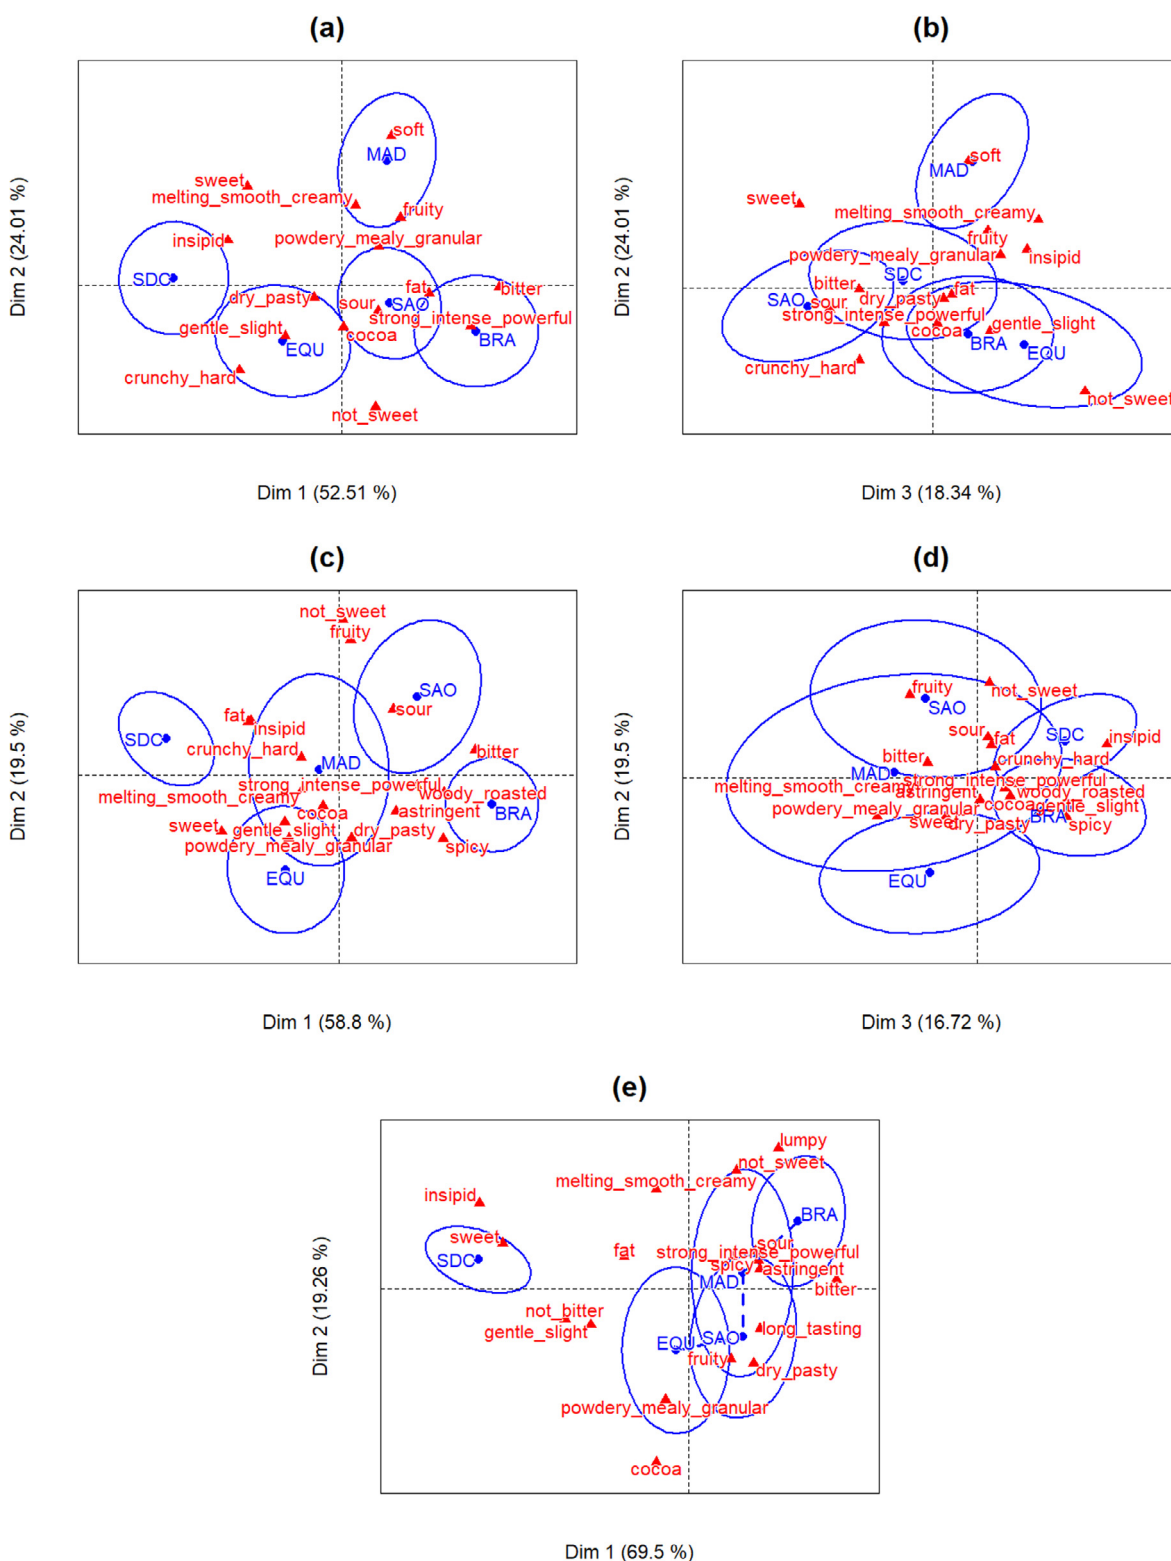 (a)
Dim 2 (24.01 %)
soft
MAD
sweet
melting_smooth_creamy
fruity
powdery_mealy_granular
insipid
SDC
dry_pasty
fat
bitter
sour
SAO
strong_intense_powerful
gentle_slight
cocoa
EQU
BRA
crunchy_hard
not_sweet
Dim 1 (52.51 %)
(b)
Dim 2 (24.01 %)
soft
MAD
sweet
melting_smooth_creamy
fruity
powdery_mealy_granular
insipid
SDC
bitter
SAO
sour
dry_pasty
fat
strong_intense_powerful
gentle_slight
cocoa
BRA
EQU
crunchy_hard
not_sweet
Dim 3 (18.34 %)
(c)
Dim 2 (19.5 %)
not_sweet
fruity
SAO
sour
fat
insipid
SDC
crunchy_hard
bitter
MAD
strong_intense_powerful
melting_smooth_creamy
woody_roasted
cocoa
astringent
BRA
sweet
gentle_slight
dry_pasty
powdery_mealy_granular
spicy
EQU
Dim 1 (58.8 %)
(d)
Dim 2 (19.5 %)
fruity
not_sweet
SAO
sour
fat
SDC
insipid
bitter
crunchy_hard
MAD
strong_intense_powerful
melting_smooth_creamy
astringent
woody_roasted
powdery_mealy_granular
cocoa
gentle_slight
sweet
dry_pasty
BRA
spicy
EQU
Dim 3 (16.72 %)
(e)
Dim 2 (19.26 %)
lumpy
not_sweet
melting_smooth_creamy
insipid
BRA
sweet
SDC
fat
sour
strong_intense_powerful
spicy
astringent
MAD
bitter
not_bitter
gentle_slight
long_tasting
EQU
SAO
fruity
dry_pasty
powdery_mealy_granular
cocoa
Dim 1 (69.5 %)